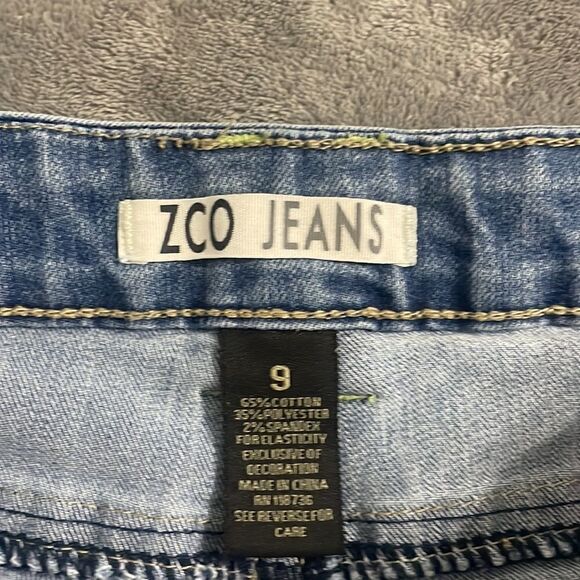 ZCO JEANS
9
65% COTTON
35% POLYESTER
2% SPANDEX
FOR ELASTICITY
EXCLUSIVE OF
DECORATION
MADE IN CHINA
RN 118736
SEE REVERSE FOR
CARE